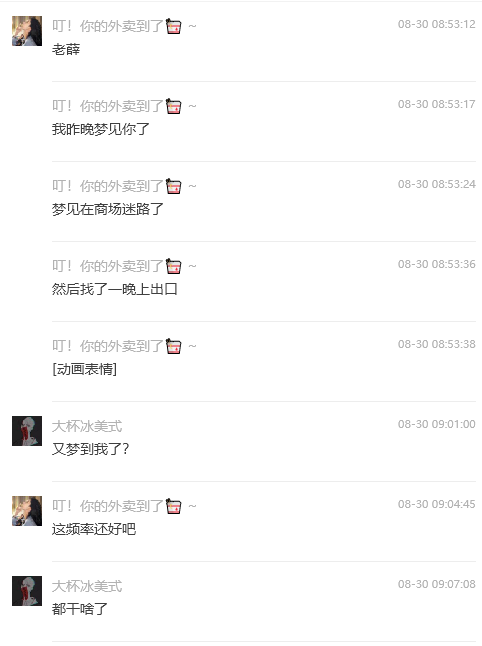 叮！你的外卖到了 ~ 08-30 08:53:12
老薛
叮！你的外卖到了 ~ 08-30 08:53:17
我昨晚梦见你了
叮！你的外卖到了 ~ 08-30 08:53:24
梦见在商场迷路了
叮！你的外卖到了 ~ 08-30 08:53:36
然后找了一晚上出口
叮！你的外卖到了 ~ 08-30 08:53:38
[动画表情]
大杯冰美式 08-30 09:01:00
又梦到我了？
叮！你的外卖到了 ~ 08-30 09:04:45
这频率还好吧
大杯冰美式 08-30 09:07:08
都干啥了